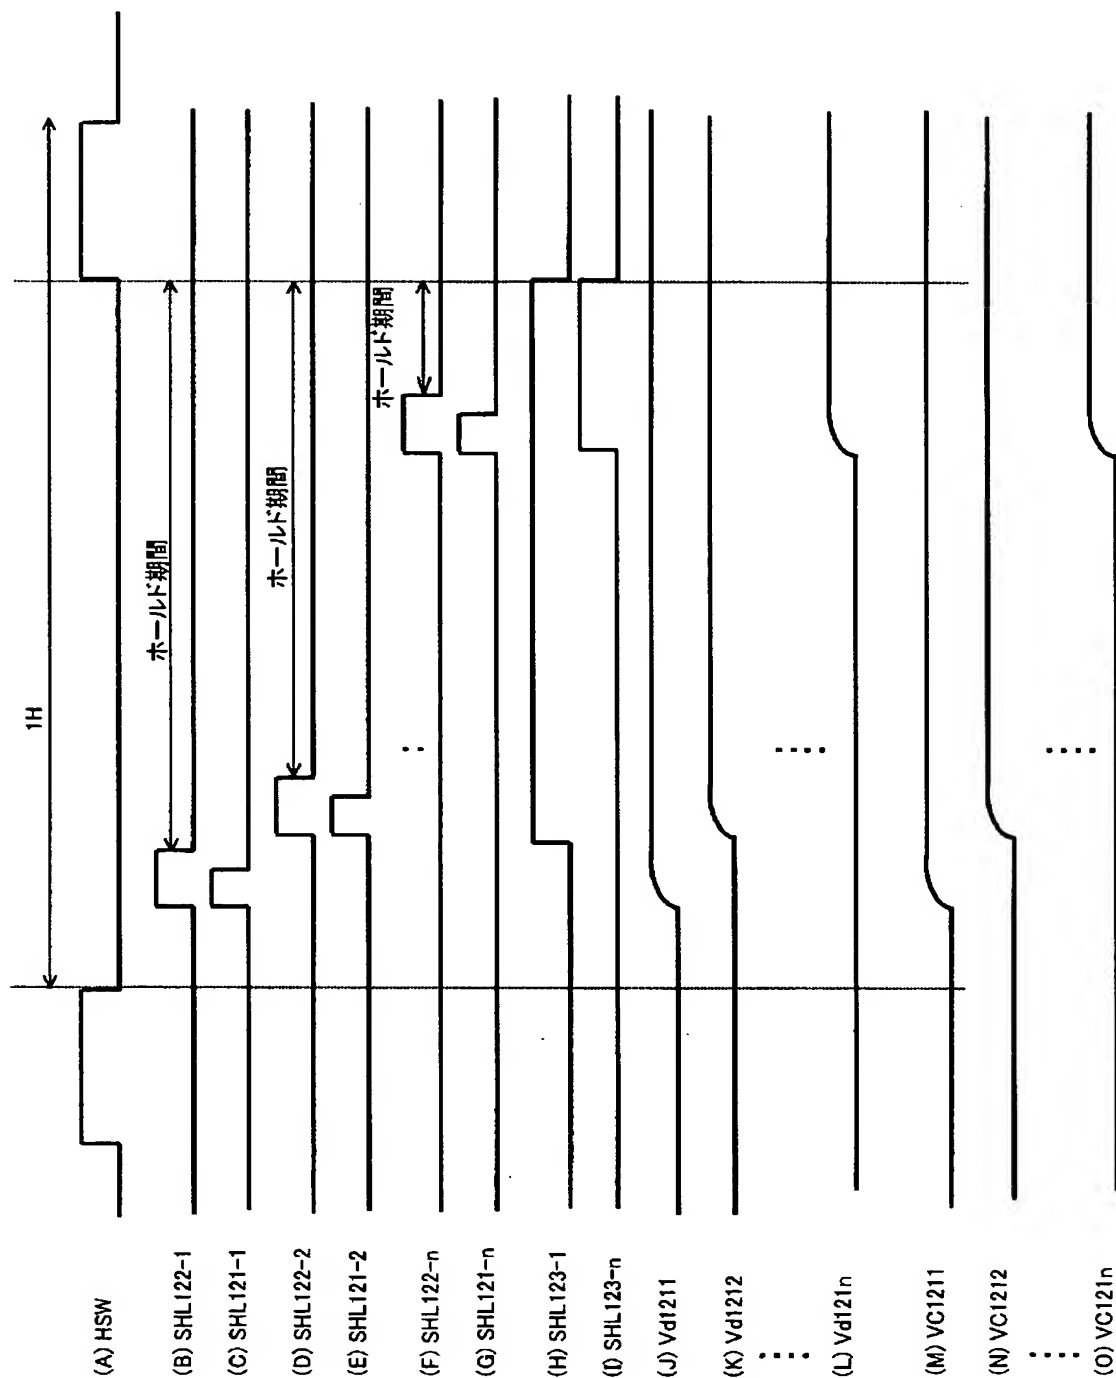 1H
ホールド期間
ホールド期間
ホールド期間
(A) HSW
(B) SHL122-1
(C) SHL121-1
(D) SHL122-2
(E) SHL121-2
(F) SHL122-n
(G) SHL121-n
(H) SHL123-1
(I) SHL123-n
(J) Vd1211
(K) Vd1212
(L) Vd121n
(M) VC1211
(N) VC1212
(O) VC121n